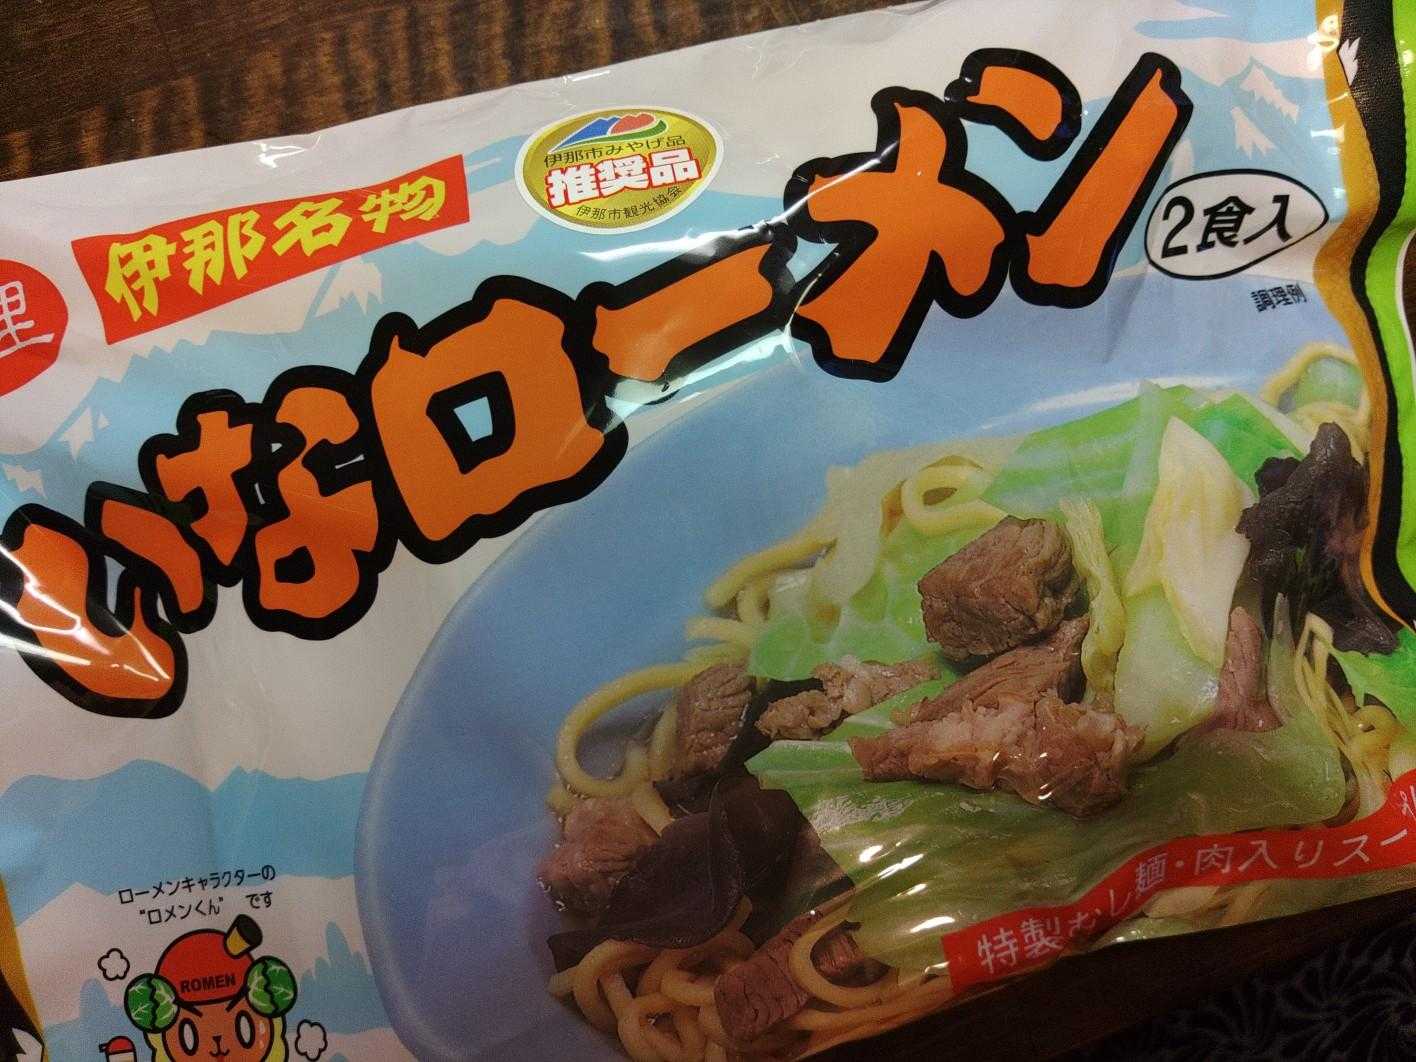 理
伊那名物
伊那市みやげ品
推奨品
伊那市観光協会
いなローメン
2食入
調理例
特製むし麺・肉入りスー
ローメンキャラクターの
"ロメンくん" です
ROMEN